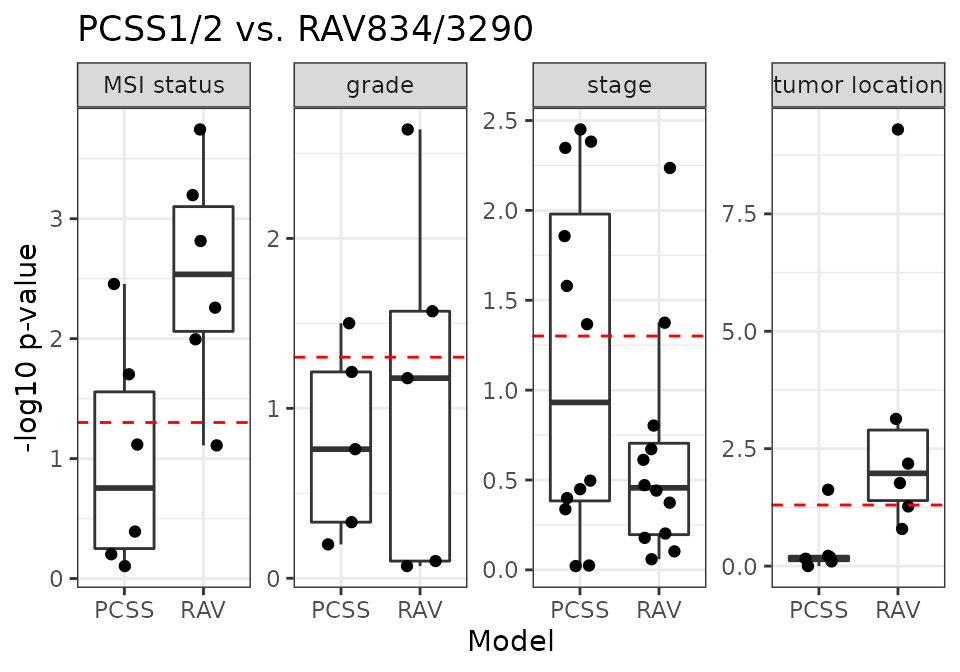 PCSS1/2 vs. RAV834/3290
MSI status
grade
stage
tumor location
-log10 p-value
3
2
1
0
2
1
0
2.5
2.0
1.5
1.0
0.5
0.0
7.5
5.0
2.5
0.0
PCSS RAV
PCSS RAV
PCSS RAV
PCSS RAV
Model